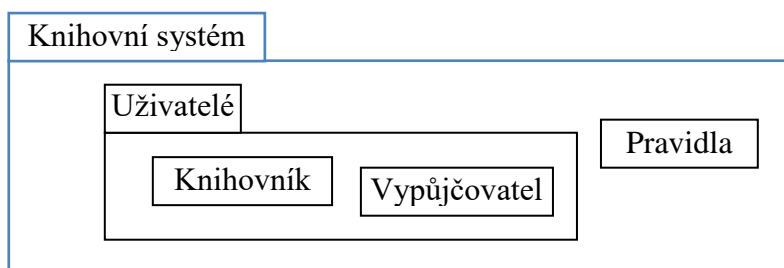 Knihovní systém
Uživatelé
Pravidla
Knihovník
Vypůjčovatel